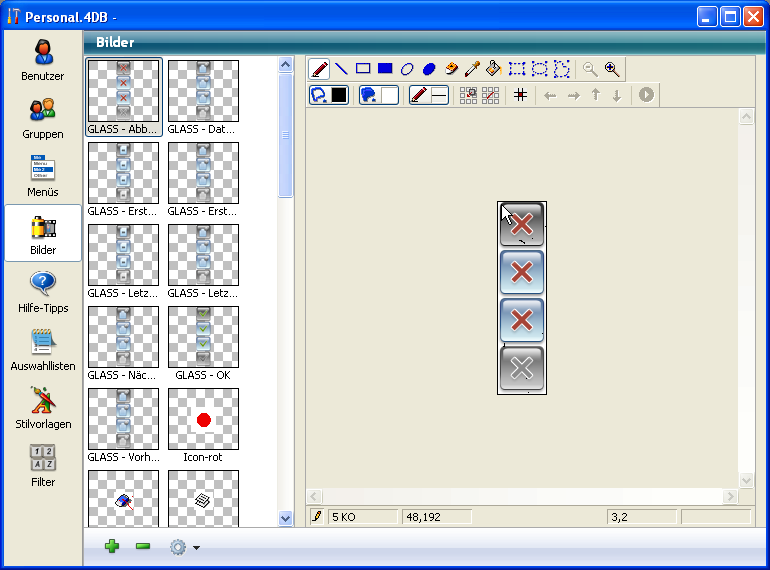 Personal.4DB -
Benutzer
Gruppen
Menüs
Bilder
Hilfe-Tipps
Auswahllisten
Stilvorlagen
1 2
A Z
Filter
Bilder
GLASS - Abb...
GLASS - Dat...
GLASS - Erst...
GLASS - Erst...
GLASS - Letz...
GLASS - Letz...
GLASS - Näc...
GLASS - OK
GLASS - Vorh...
Icon-rot
5 KO
48,192
3,2